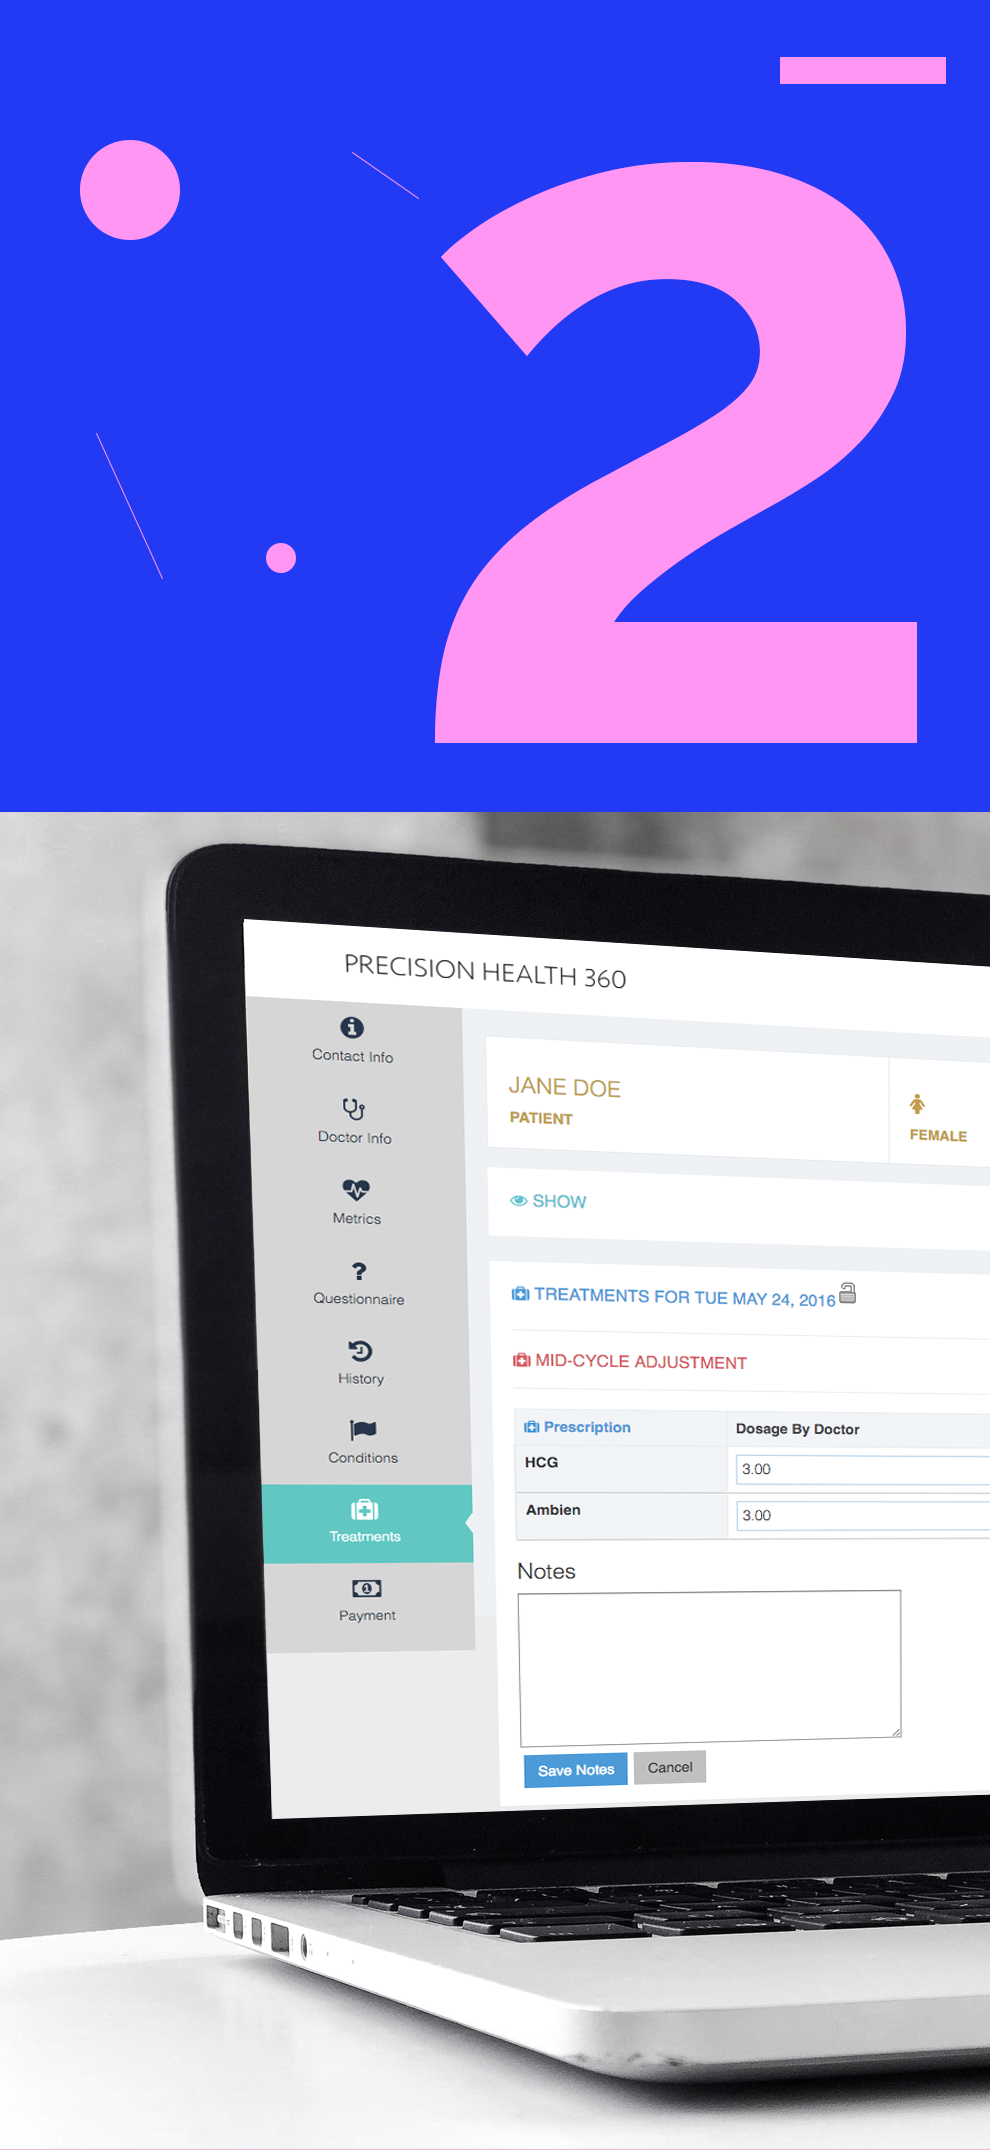 2
PRECISION HEALTH 360
Contact Info
Doctor Info
Metrics
Questionnaire
History
Conditions
Treatments
Payment
JANE DOE
PATIENT
FEMALE
SHOW
TREATMENTS FOR TUE MAY 24, 2016
MID-CYCLE ADJUSTMENT
Prescription Dosage By Doctor
HCG 3.00
Ambien 3.00
Notes
Save Notes Cancel